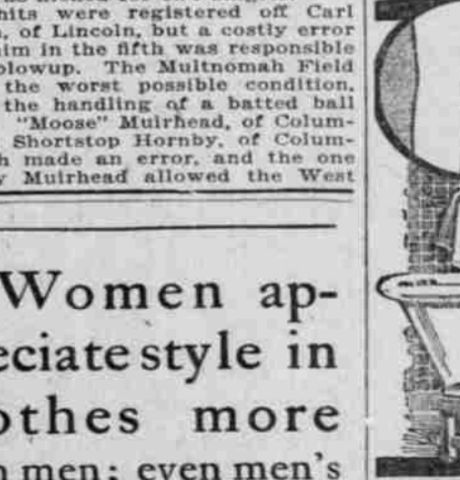 hits were registered off Carl
of Lincoln, but a costly error
him in the fifth was responsible
blowup. The Multnomah Field
the worst possible condition,
the handling of a batted ball
"Moose" Muirhead, of Colum-
Shortstop Hornby, of Colum-
made an error, and the one
Muirhead allowed the West
Women ap-
eciate style in
othes more
men; even men's